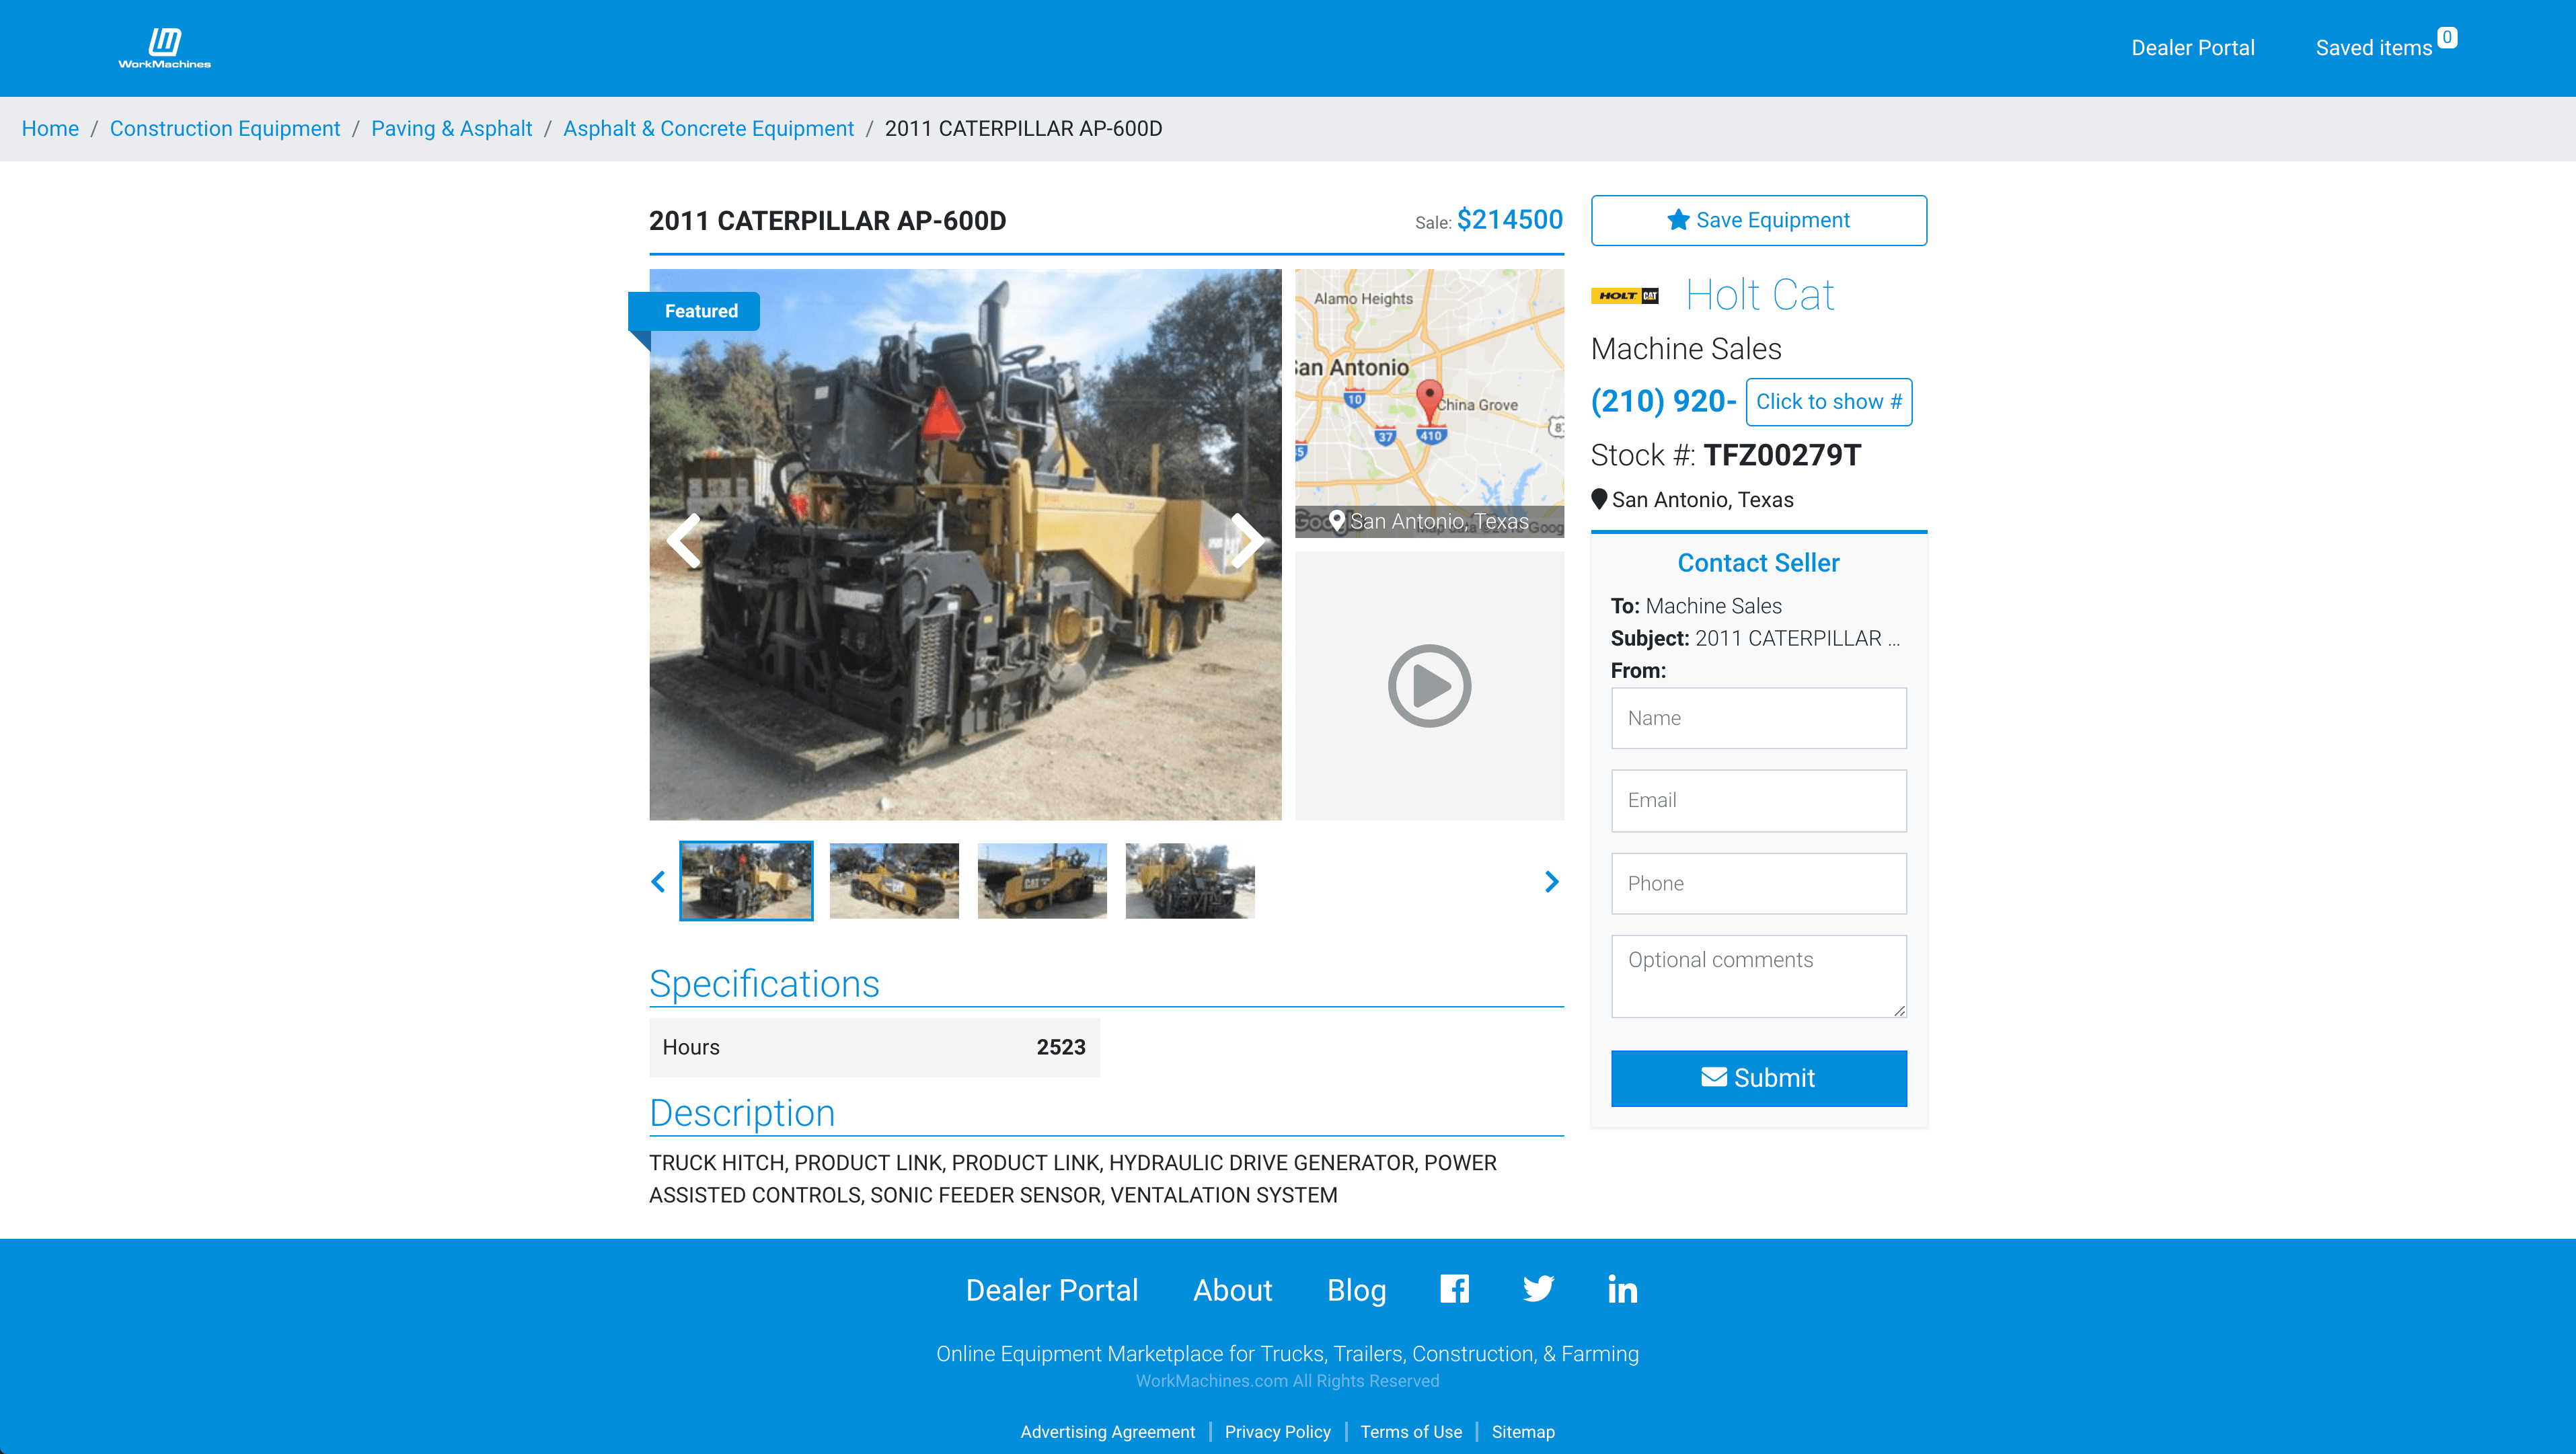 WorkMachines
Dealer Portal
Saved items 0
Home / Construction Equipment / Paving & Asphalt / Asphalt & Concrete Equipment / 2011 CATERPILLAR AP-600D
2011 CATERPILLAR AP-600D
Sale: $214500
Featured
CAT
Alamo Heights
San Antonio
10
China Grove
37
410
87
San Antonio, Texas
Save Equipment
HOLT CAT
Holt Cat
Machine Sales
(210) 920- Click to show #
Stock #: TFZ00279T
San Antonio, Texas
Contact Seller
To: Machine Sales
Subject: 2011 CATERPILLAR ...
From:
Name
Email
Phone
Optional comments
Submit
CAT
Specifications
Hours 2523
Description
TRUCK HITCH, PRODUCT LINK, PRODUCT LINK, HYDRAULIC DRIVE GENERATOR, POWER
ASSISTED CONTROLS, SONIC FEEDER SENSOR, VENTALATION SYSTEM
Dealer Portal About Blog
Online Equipment Marketplace for Trucks, Trailers, Construction, & Farming
WorkMachines.com All Rights Reserved
Advertising Agreement | Privacy Policy | Terms of Use | Sitemap